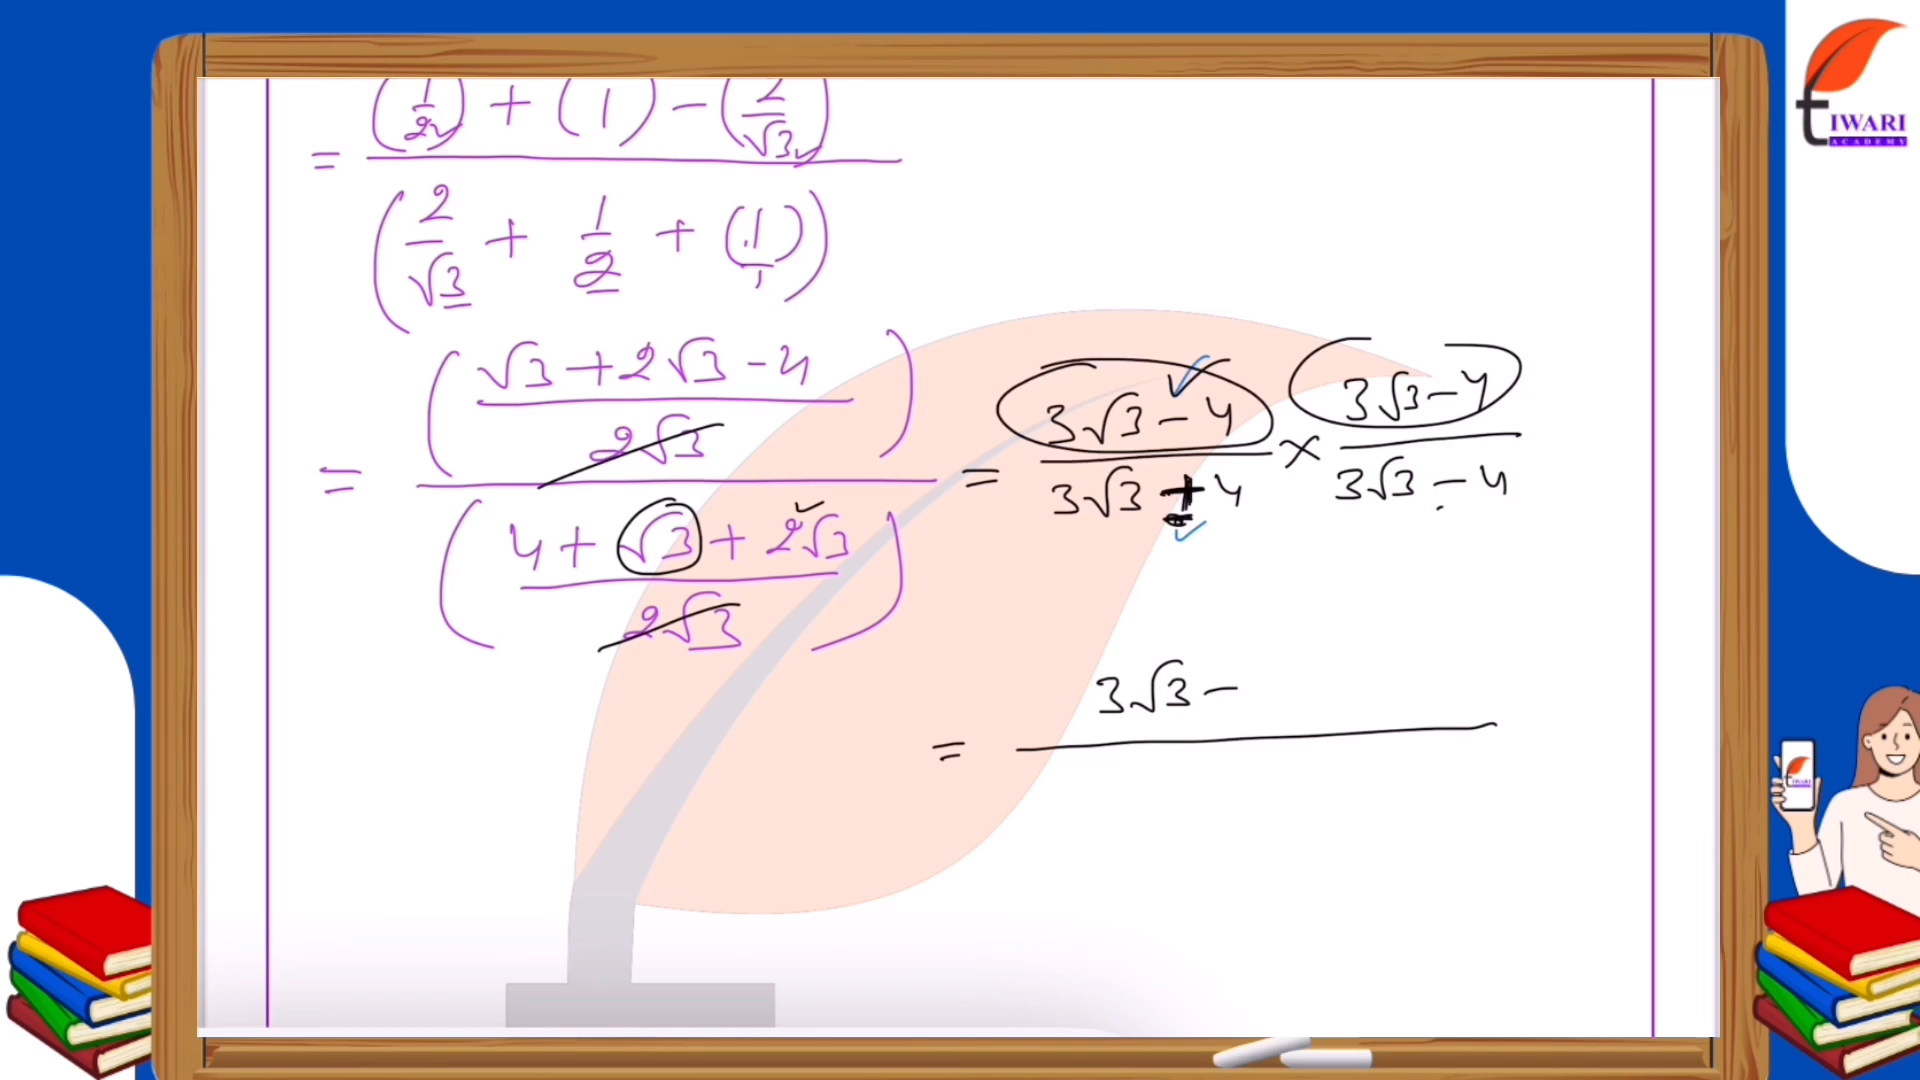 = ((1/2) + (1) - (2/√3)) / (2/√3 + 1/2 + (1/1))
= ((√3 + 2√3 - 4) / 2√3) / ((4 + √3 + 2√3) / 2√3) = (3√3 - 4) / (3√3 + 4) × (3√3 - 4) / (3√3 - 4)
= 3√3 -
TIWARI
ACADEMY